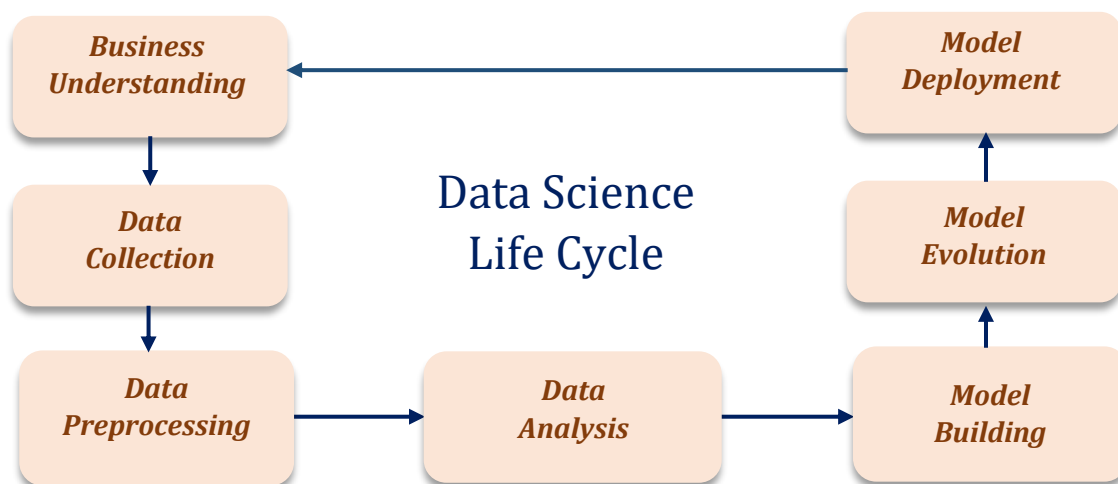 Business
Understanding
Model
Deployment
Data Science
Life Cycle
Data
Collection
Model
Evolution
Data
Preprocessing
Data
Analysis
Model
Building